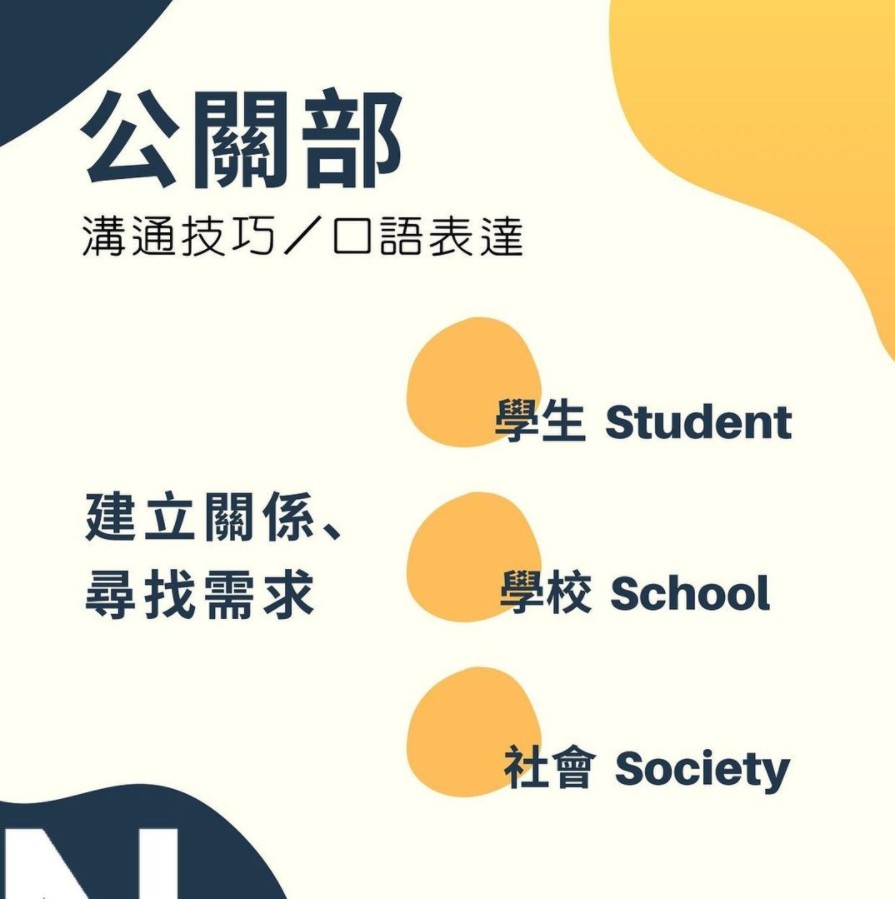 公關部
溝通技巧／口語表達
學生 Student
建立關係、
尋找需求
學校 School
社會 Society
N